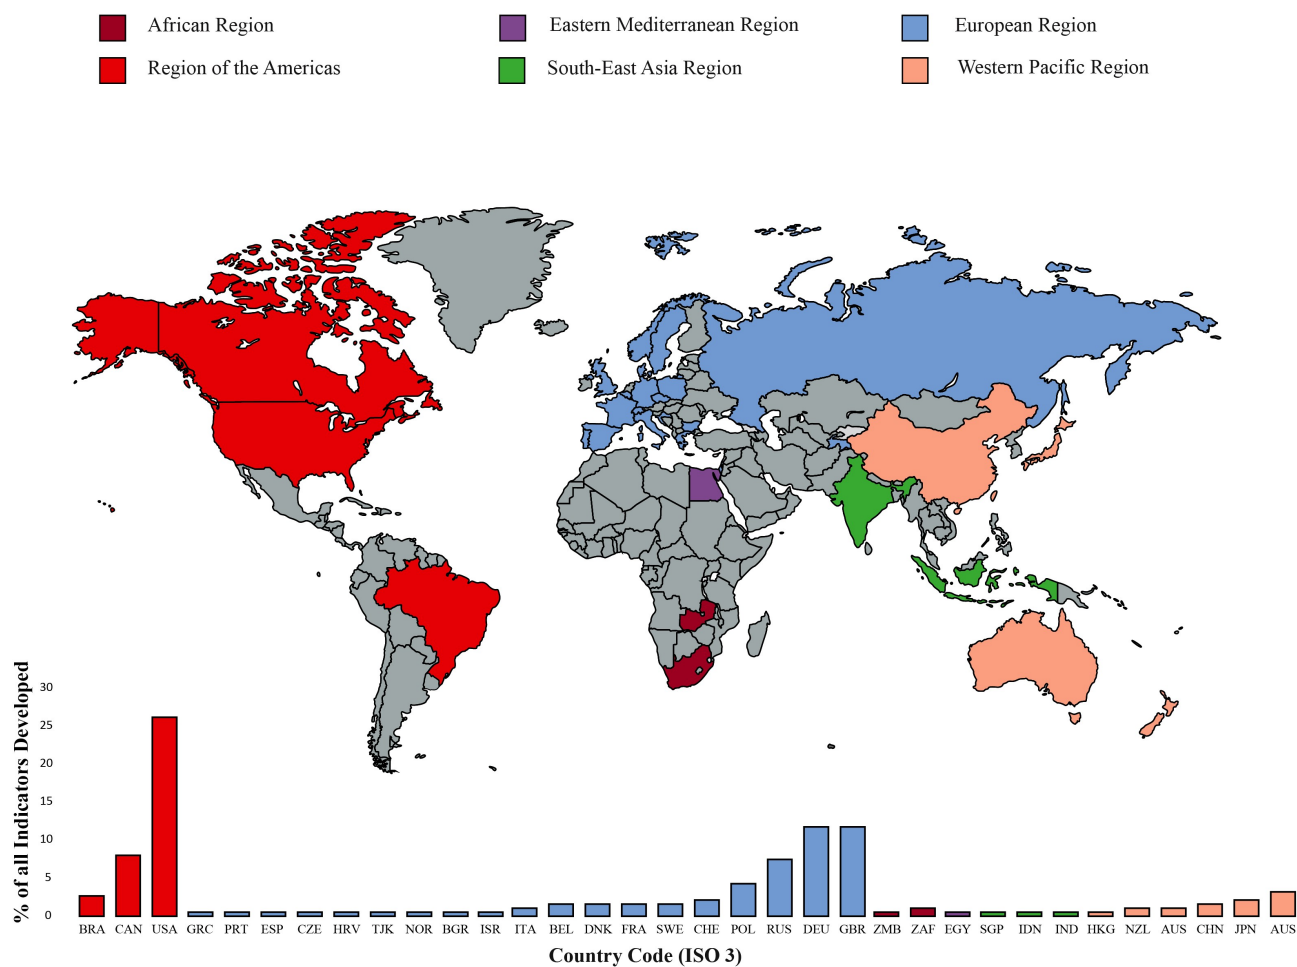 African Region
Eastern Mediterranean Region
European Region
Region of the Americas
South-East Asia Region
Western Pacific Region
% of all Indicators Developed
30
25
20
15
10
5
0
BRA CAN USA GRC PRT ESP CZE HRV TJK NOR BGR ISR ITA BEL DNK FRA SWE CHE POL RUS DEU GBR ZMB ZAF EGY SGP IDN IND HKG NZL AUS CHN JPN AUS
Country Code (ISO 3)